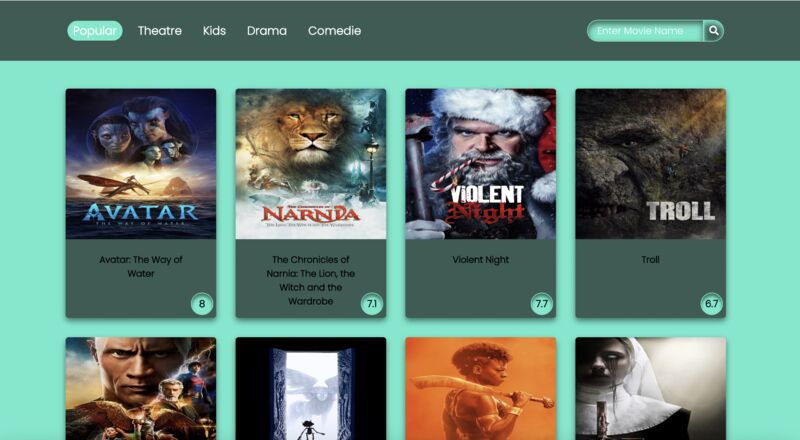 Popular Theatre Kids Drama Comedie Enter Movie Name
AVATAR
THE WAY OF WATER
THE CHRONICLES OF
NARNIA
THE LION, THE WITCH AND THE WARDROBE
VIOLENT
Night
TROLL
Avatar: The Way of
Water
8
The Chronicles of
Narnia: The Lion, the
Witch and the
Wardrobe
7.1
Violent Night
7.7
Troll
6.7